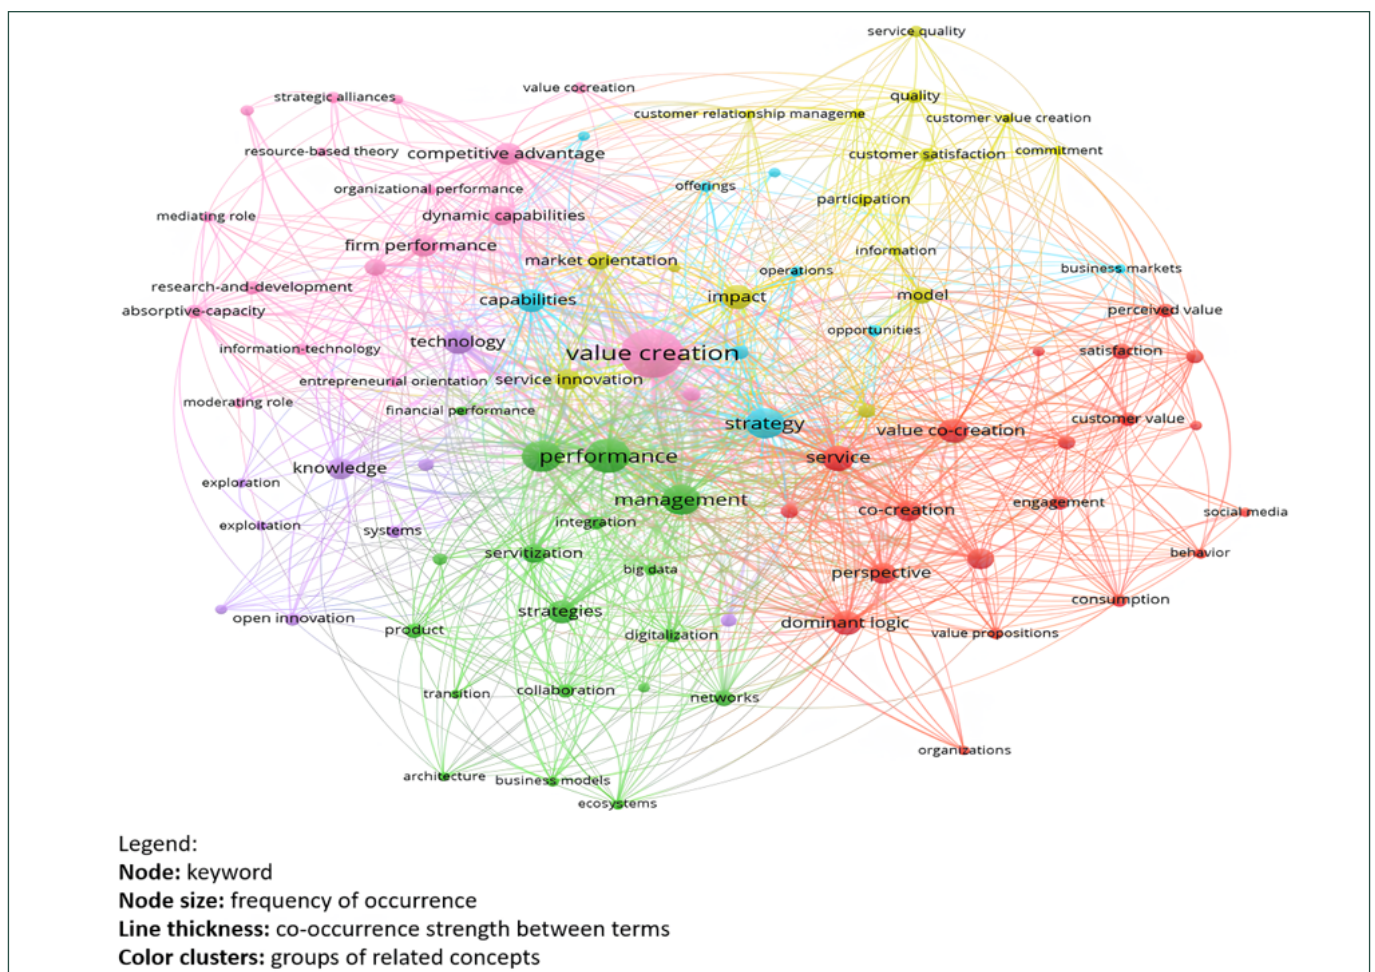 service quality
value cocreation
strategic alliances
quality
customer relationship manageme
customer value creation
resource-based theory
competitive advantage
customer satisfaction
commitment
organizational performance
offerings
participation
mediating role
dynamic capabilities
firm performance
information
market orientation
operations
business markets
research-and-development
capabilities
impact
model
absorptive-capacity
perceived value
opportunities
technology
information-technology
value creation
satisfaction
entrepreneurial orientation
service innovation
moderating role
financial performance
strategy
customer value
value co-creation
knowledge
performance
service
exploration
management
engagement
exploitation
systems
integration
co-creation
social media
servitization
behavior
big data
perspective
consumption
open innovation
strategies
product
digitalization
dominant logic
value propositions
transition
collaboration
networks
organizations
architecture
business models
ecosystems
Legend:
Node: keyword
Node size: frequency of occurrence
Line thickness: co-occurrence strength between terms
Color clusters: groups of related concepts